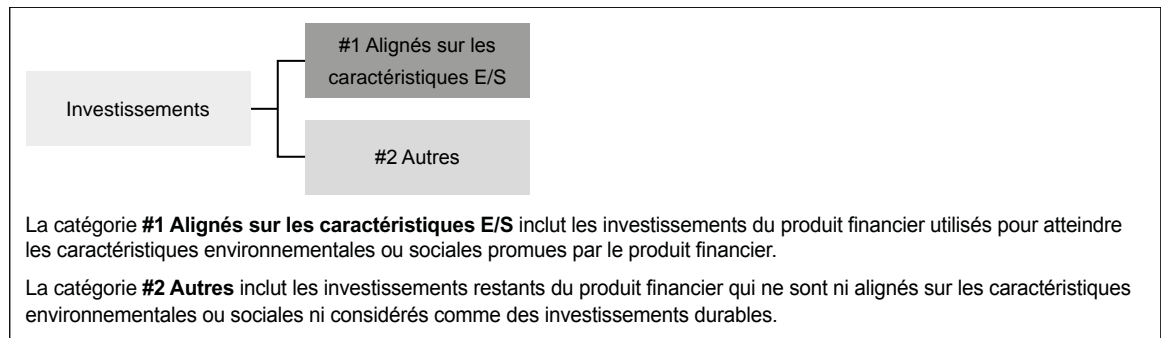 #1 Alignés sur les
caractéristiques E/S
Investissements
#2 Autres
La catégorie #1 Alignés sur les caractéristiques E/S inclut les investissements du produit financier utilisés pour atteindre
les caractéristiques environnementales ou sociales promues par le produit financier.
La catégorie #2 Autres inclut les investissements restants du produit financier qui ne sont ni alignés sur les caractéristiques
environnementales ou sociales ni considérés comme des investissements durables.